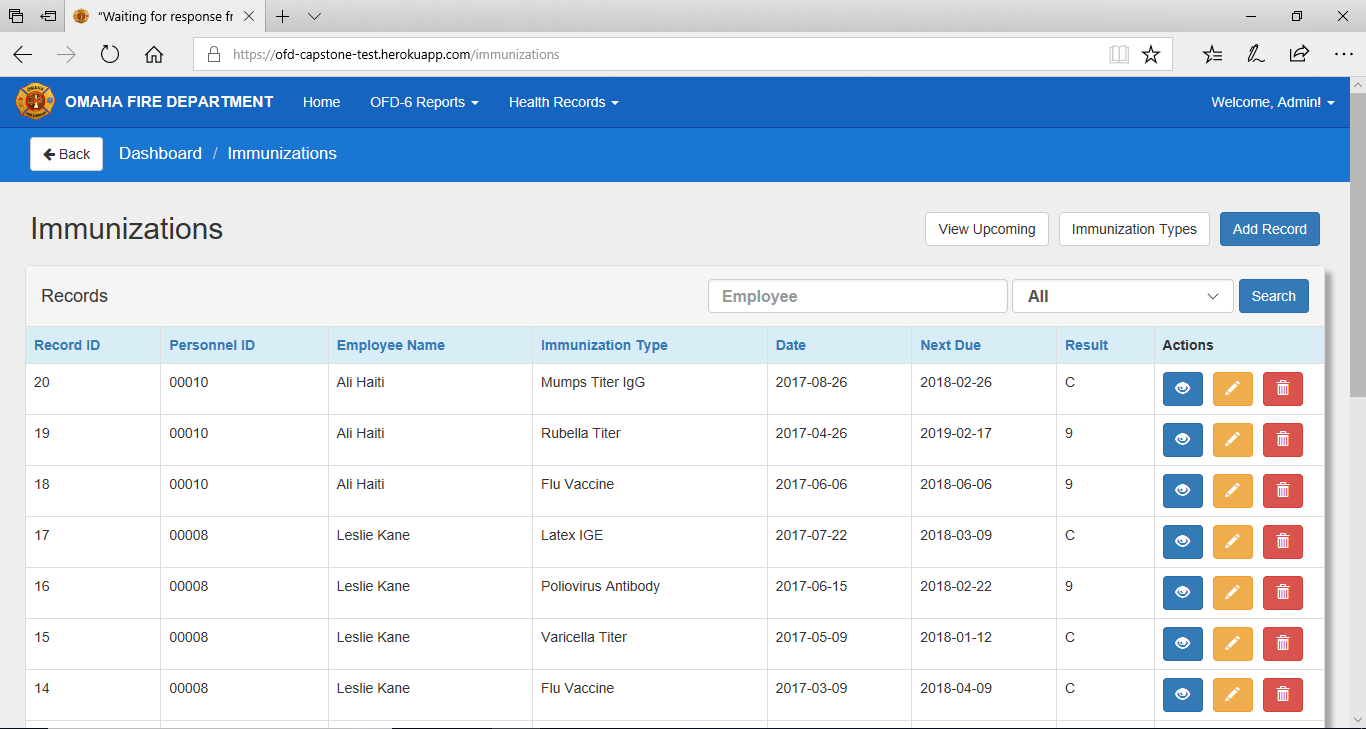 "Waiting for response fr
https://ofd-capstone-test.herokuapp.com/immunizations
OMAHA FIRE DEPARTMENT Home OFD-6 Reports Health Records Welcome, Admin!
Back Dashboard / Immunizations
Immunizations View Upcoming Immunization Types Add Record
Records Employee All Search
Record ID Personnel ID Employee Name Immunization Type Date Next Due Result Actions
20 00010 Ali Haiti Mumps Titer IgG 2017-08-26 2018-02-26 C
19 00010 Ali Haiti Rubella Titer 2017-04-26 2019-02-17 9
18 00010 Ali Haiti Flu Vaccine 2017-06-06 2018-06-06 9
17 00008 Leslie Kane Latex IGE 2017-07-22 2018-03-09 C
16 00008 Leslie Kane Poliovirus Antibody 2017-06-15 2018-02-22 9
15 00008 Leslie Kane Varicella Titer 2017-05-09 2018-01-12 C
14 00008 Leslie Kane Flu Vaccine 2017-03-09 2018-04-09 C